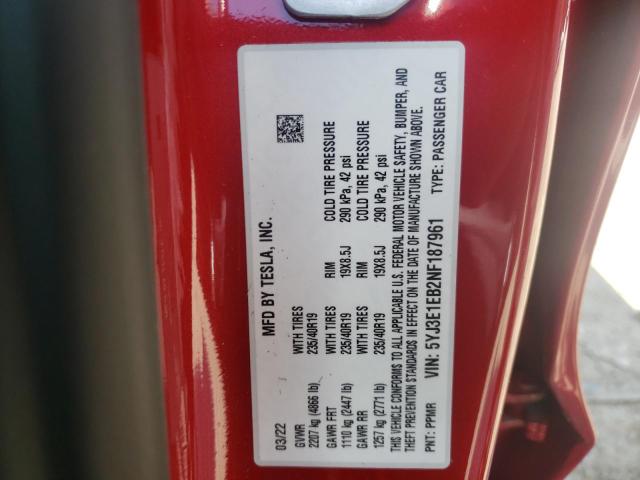 MFD BY TESLA, INC.
03/22
GVWR
2207 kg (4866 lb)
GAWR FRT WITH TIRES RIM COLD TIRE PRESSURE
1110 kg (2447 lb) 235/40R19 19X8.5J 290 kPa, 42 psi
GAWR RR WITH TIRES RIM COLD TIRE PRESSURE
1257 kg (2771 lb) 235/40R19 19X8.5J 290 kPa, 42 psi
THIS VEHICLE CONFORMS TO ALL APPLICABLE U.S. FEDERAL MOTOR VEHICLE SAFETY, BUMPER, AND
THEFT PREVENTION STANDARDS IN EFFECT ON THE DATE OF MANUFACTURE SHOWN ABOVE.
PNT: PPMR VIN: 5YJ3E1EB2NF187961 TYPE: PASSENGER CAR